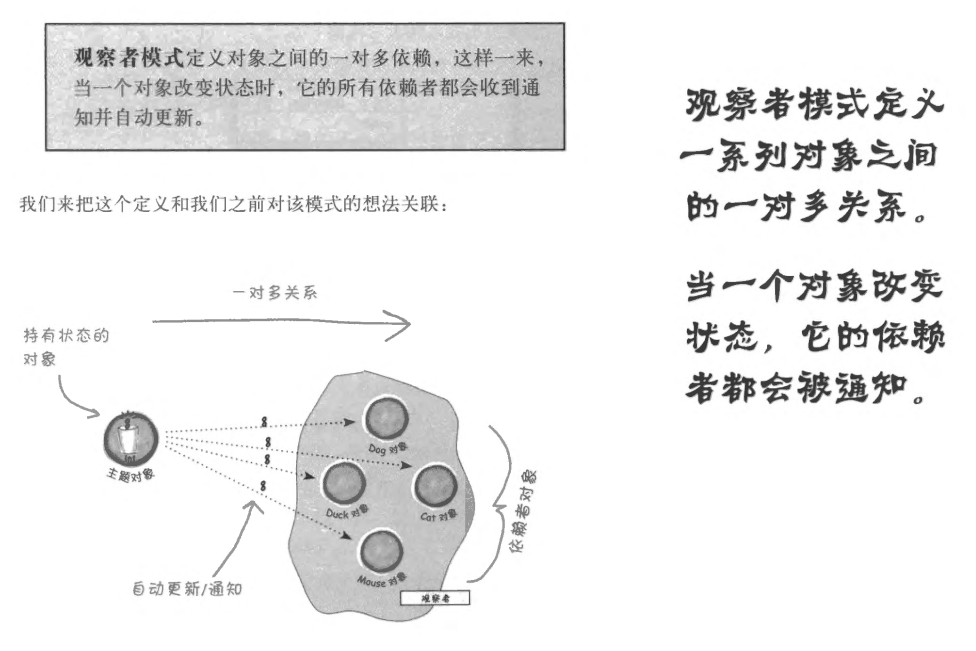 观察者模式定义对象之间的一对多依赖，这样一来，
当一个对象改变状态时，它的所有依赖者都会收到通
知并自动更新。
我们来把这个定义和我们之前对该模式的想法关联：
一对多关系
持有状态的
对象
8
int
主题对象
8
8
8
8
Dog 对象
Duck 对象
Cat 对象
Mouse 对象
观察者
依赖者对象
自动更新/通知
观察者模式定义
一系列对象之间
的一对多关系。
当一个对象改变
状态，它的依赖
者都会被通知。